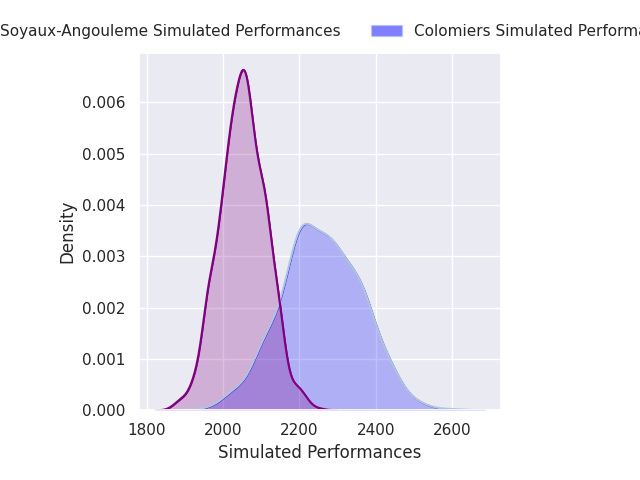 Soyaux-Angouleme Simulated Performances
Colomiers Simulated Performa
0.006
0.005
0.004
0.003
0.002
0.001
0.000
Density
1800 2000 2200 2400 2600
Simulated Performances